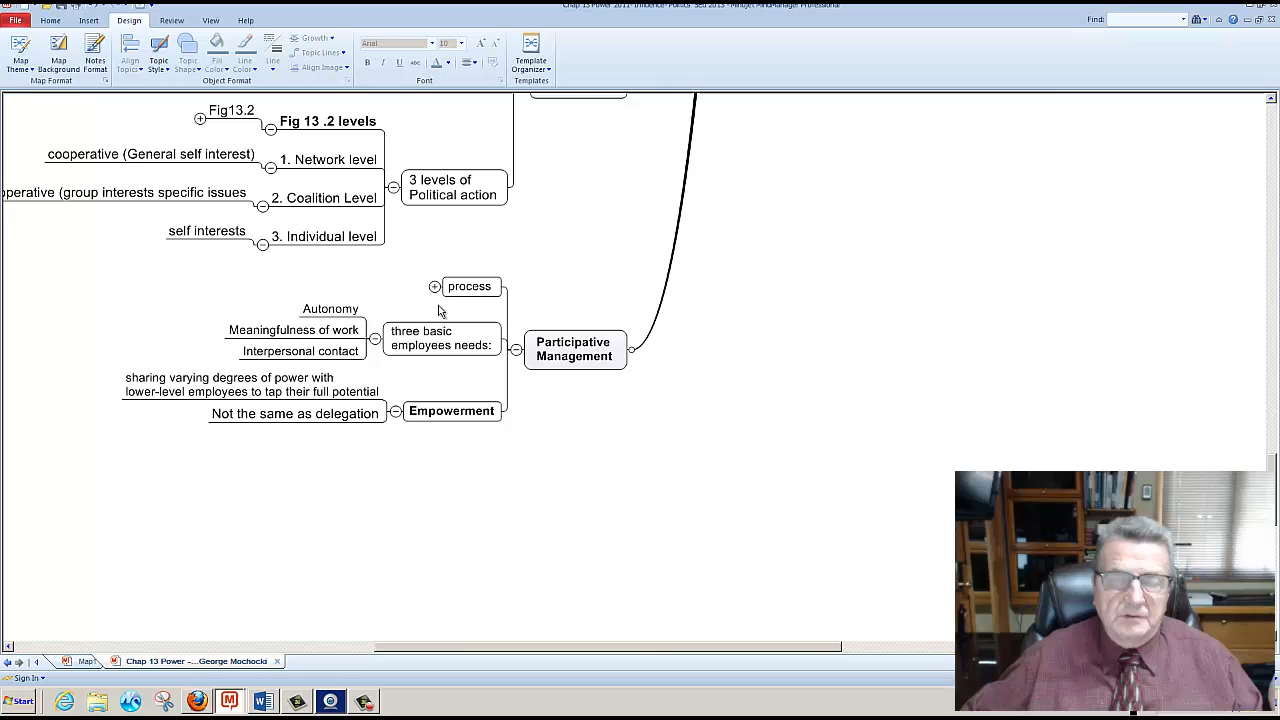 Chap 13 Power 2011- Influence- Politics SEU 2013 - Mindjet MindManager Professional
File Home Insert Design Review View Help
Find:
Map Theme
Map Background
Notes Format
Map Format
Align Topics
Topic Style
Topic Shape
Fill Color
Line Color
Line
Growth
Topic Lines
Align Image
Object Format
Arial 10
B I U ABC A
Font
Template Organizer
Templates
Fig13.2
Fig 13 .2 levels
cooperative (General self interest)
1. Network level
3 levels of
Political action
operative (group interests specific issues
2. Coalition Level
self interests
3. Individual level
process
Autonomy
Meaningfulness of work
Interpersonal contact
three basic
employees needs:
Participative
Management
sharing varying degrees of power with
lower-level employees to tap their full potential
Not the same as delegation
Empowerment
Map1
Chap 13 Power -...George Mochocki
Sign In
Start